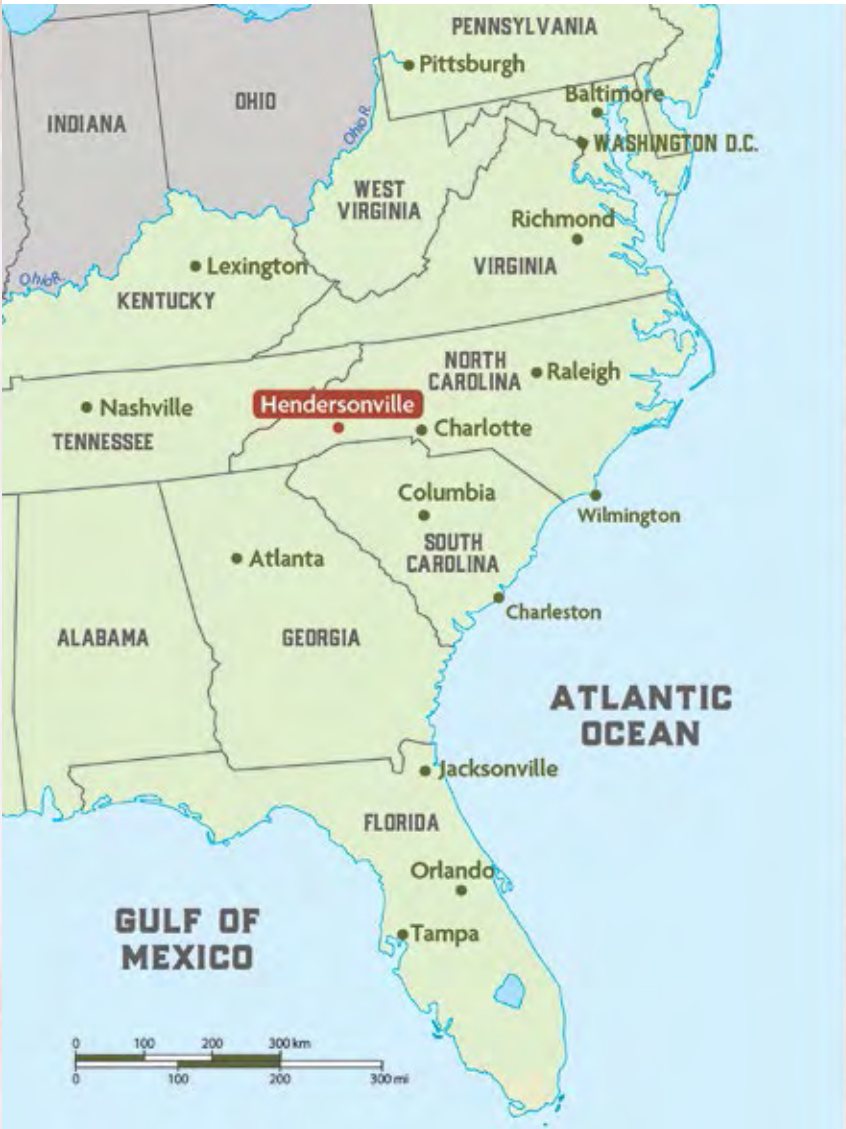 PENNSYLVANIA
Pittsburgh
Baltimore
OHIO
INDIANA
Ohio R.
WASHINGTON D.C.
WEST
VIRGINIA
Richmond
Lexington
VIRGINIA
OhioR.
KENTUCKY
NORTH
CAROLINA
Raleigh
Nashville
Hendersonville
Charlotte
TENNESSEE
Columbia
Wilmington
SOUTH
CAROLINA
Atlanta
Charleston
ALABAMA
GEORGIA
ATLANTIC
OCEAN
Jacksonville
FLORIDA
Orlando
GULF OF
MEXICO
Tampa
0 100 200 300 km
0 100 200 300 mi